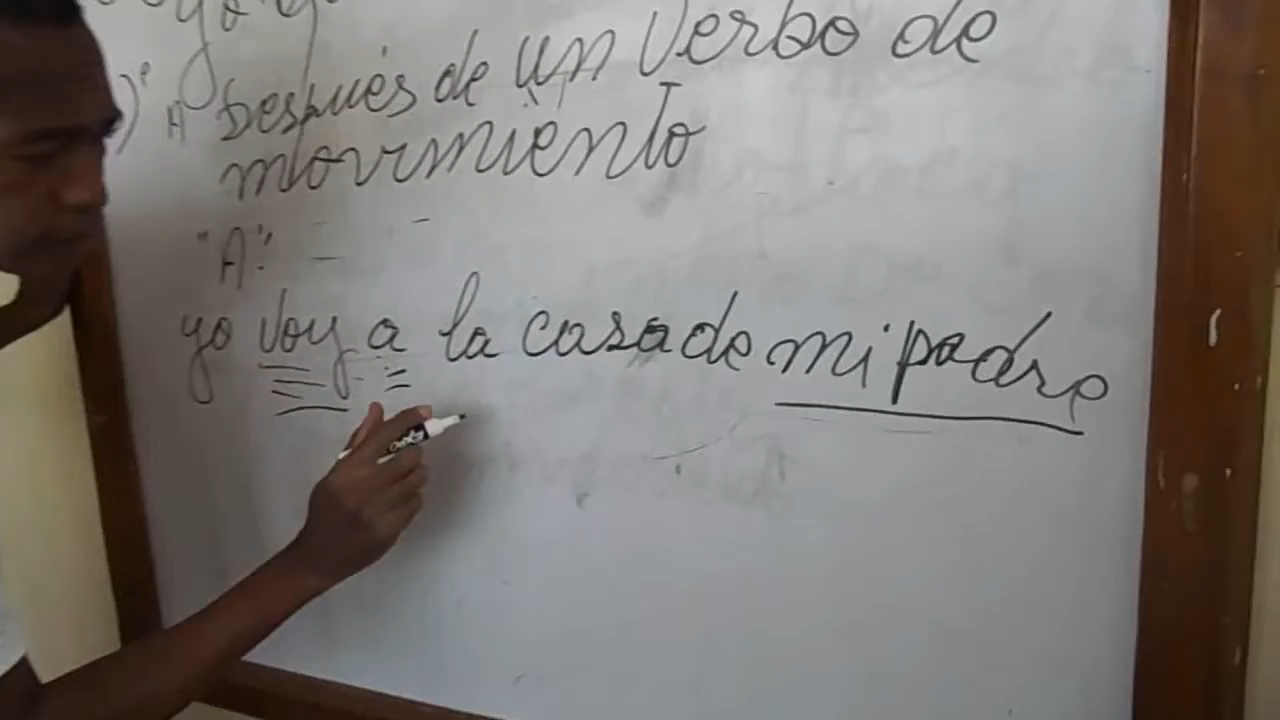 A Después de un Verbo de
movimiento
"A":
yo voy a la casa de mi padre